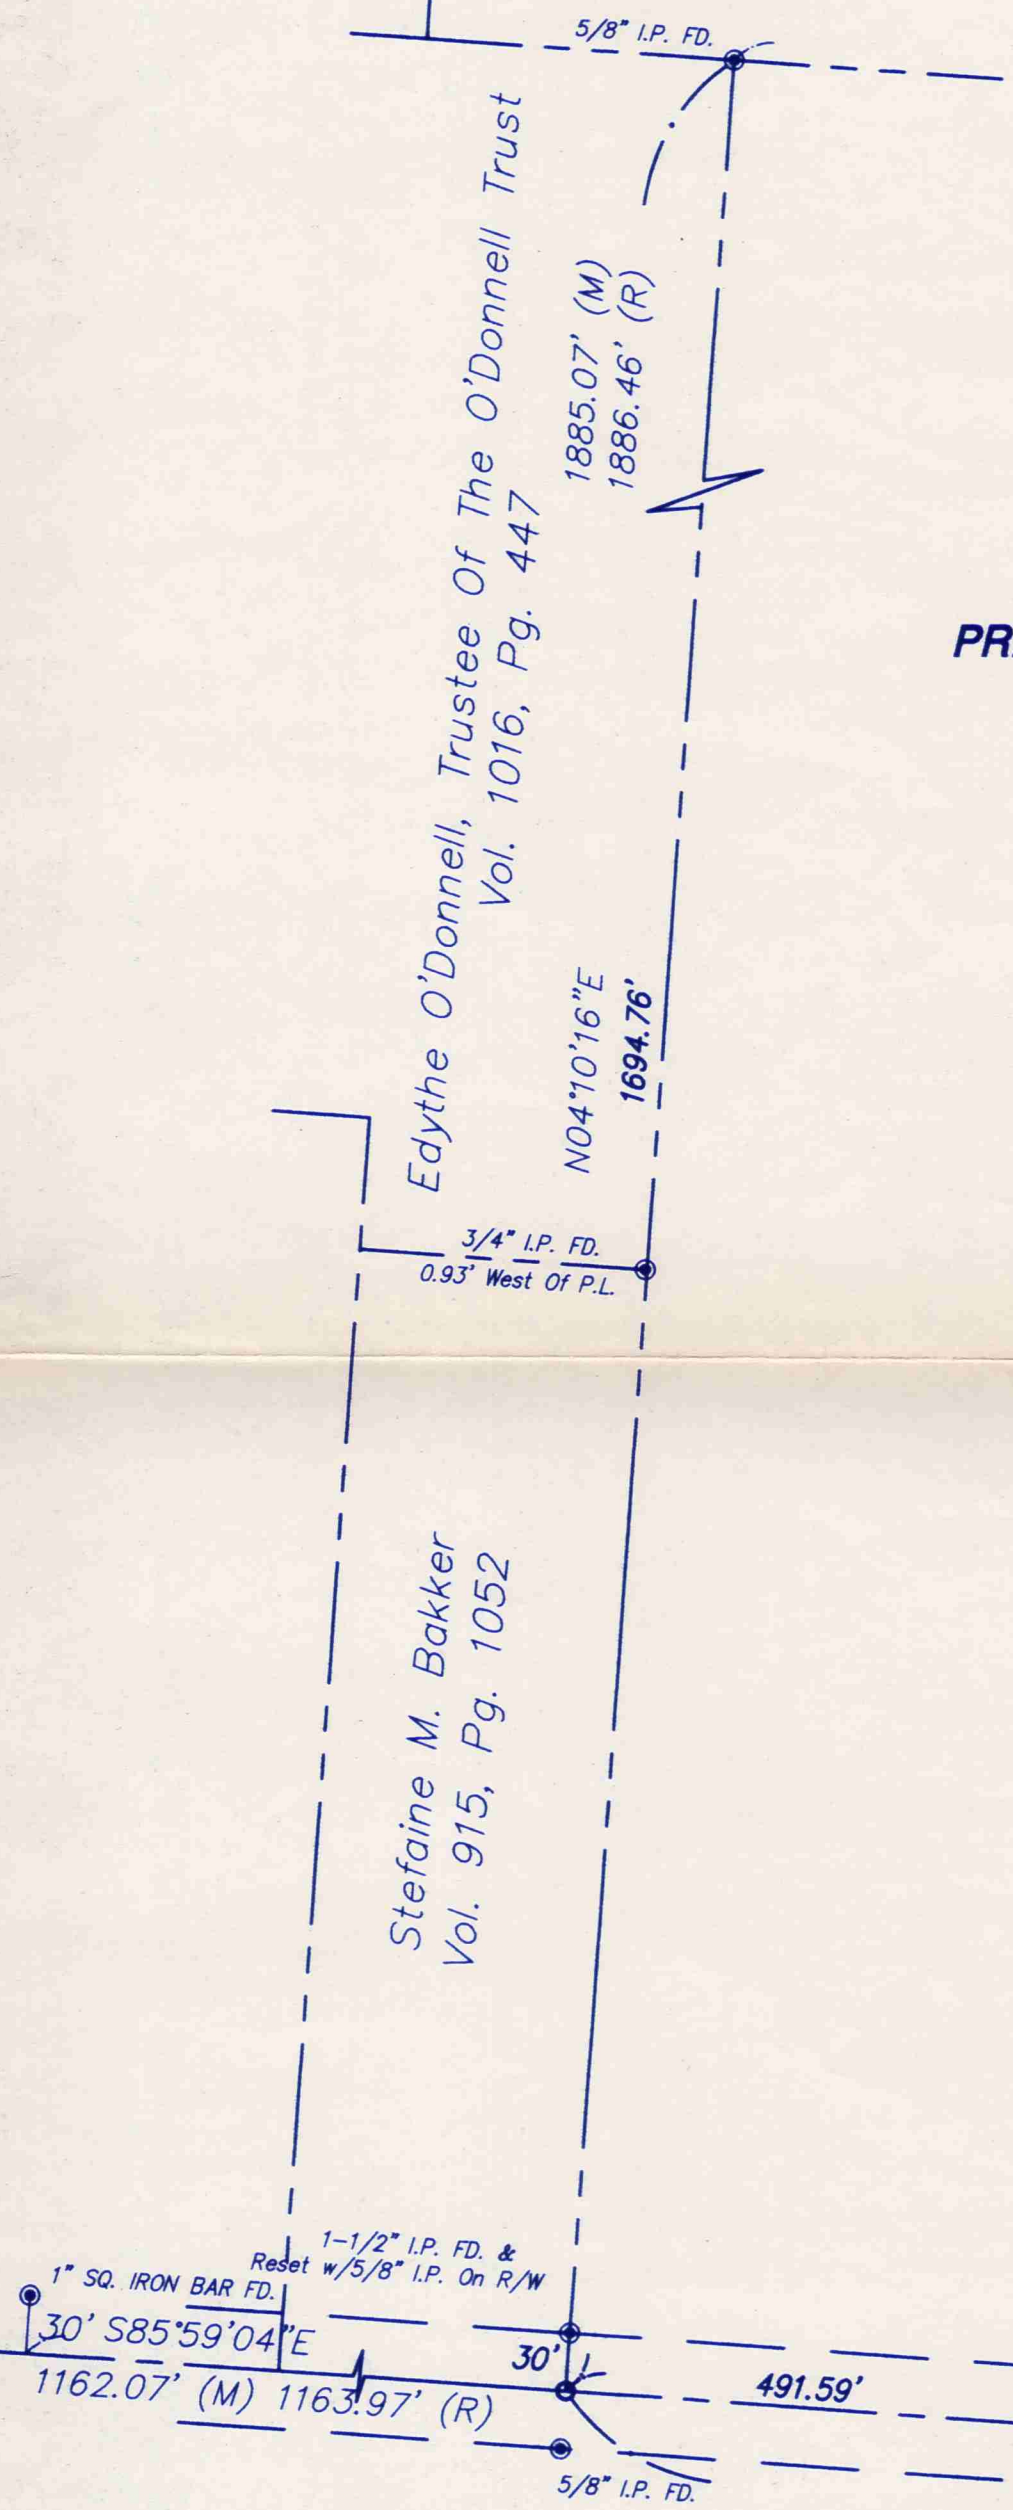 5/8" I.P. FD.
Edythe O'Donnell, Trustee Of The O'Donnell Trust
Vol. 1016, Pg. 447
1885.07' (M)
1886.46' (R)
PR
N04°10'16"E
1694.76'
3/4" I.P. FD.
0.93' West Of P.L.
Stefaine M. Bakker
Vol. 915, Pg. 1052
1-1/2" I.P. FD. &
Reset w/5/8" I.P. On R/W
1" SQ. IRON BAR FD.
30' S85°59'04"E
30'
1162.07' (M) 1163.97' (R)
491.59'
5/8" I.P. FD.